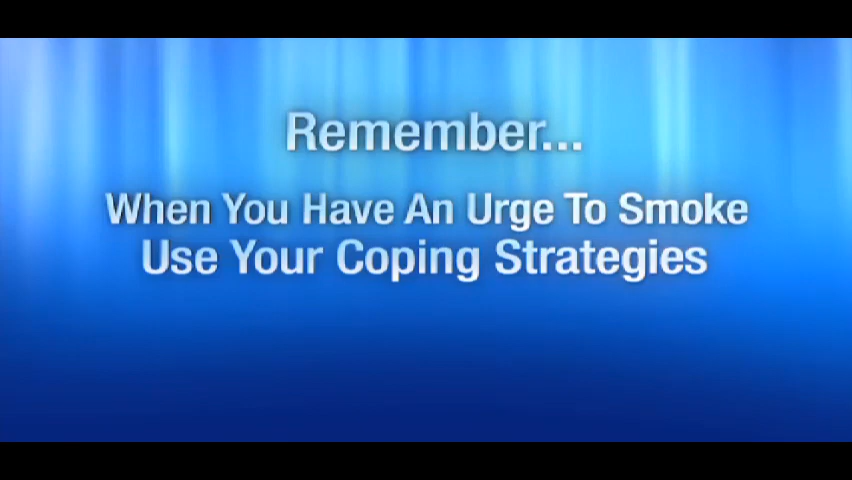 Remember...
When You Have An Urge To Smoke
Use Your Coping Strategies